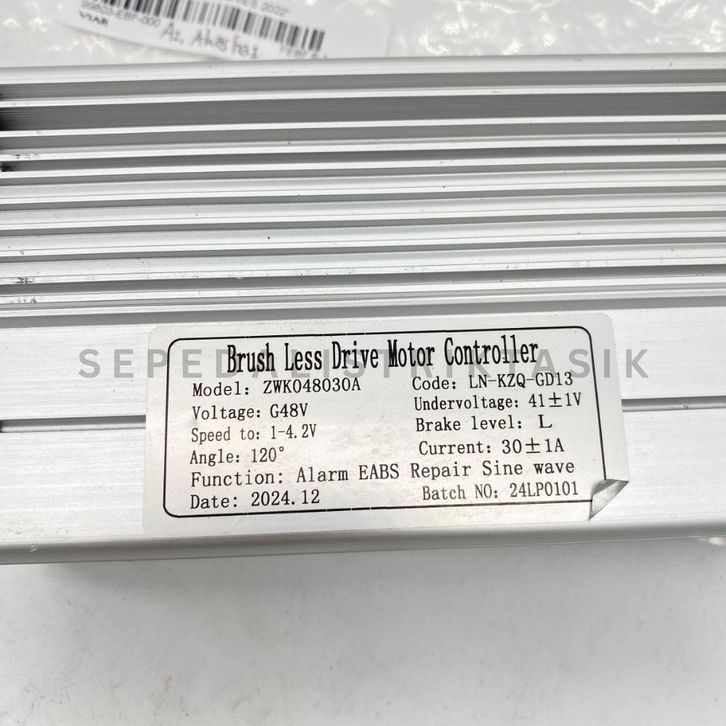 VIAR
Brush Less Drive Motor Controller
SEPEDALISTRIKTASIK
Model: ZWK048030A
Code: LN-KZQ-GD13
Voltage: G48V
Undervoltage: 41±1V
Speed to: 1-4.2V
Brake level: L
Angle: 120°
Current: 30±1A
Function: Alarm EABS Repair Sine wave
Date: 2024.12
Batch NO: 24LP0101